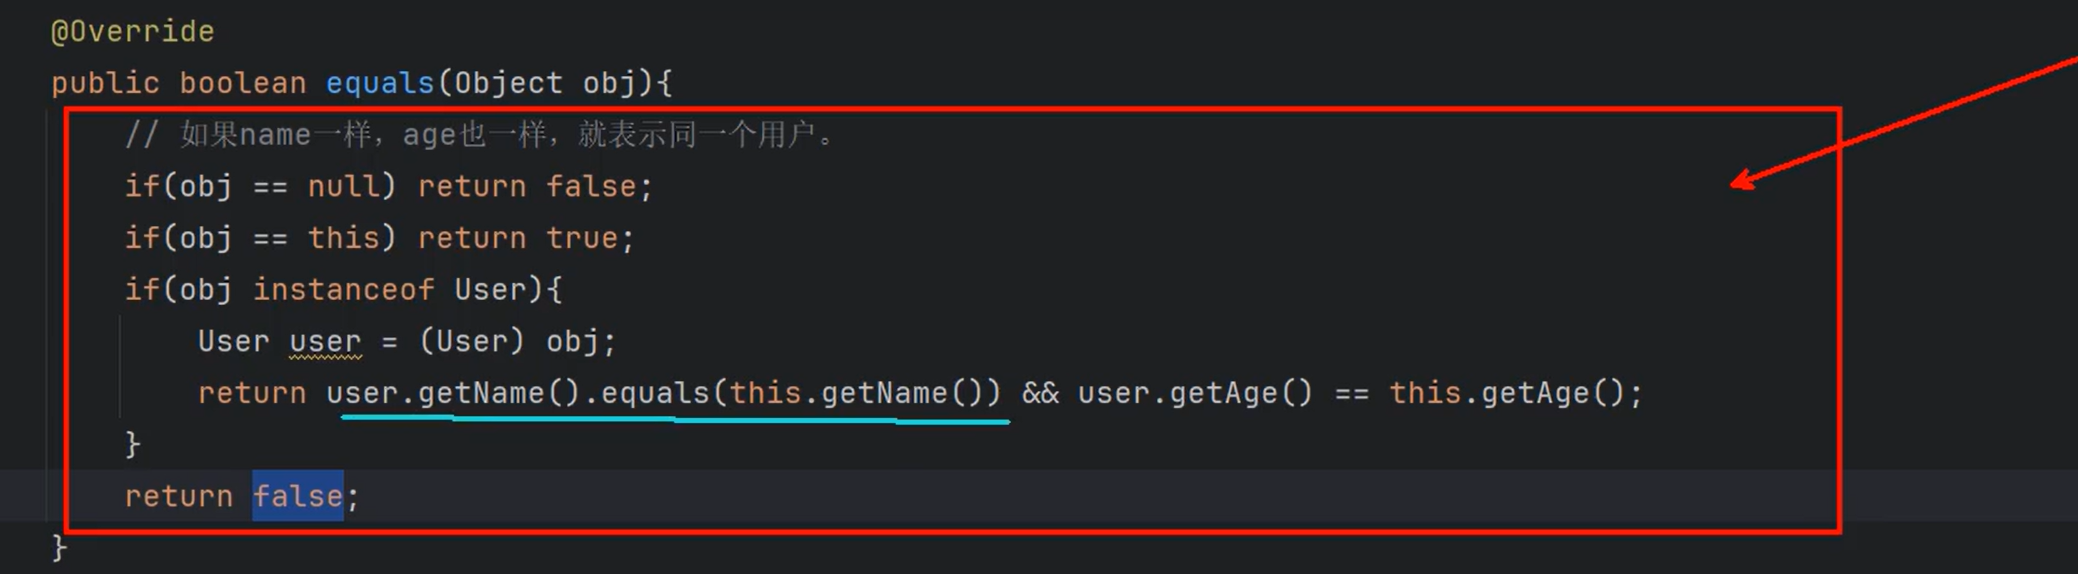 @Override
public boolean equals(Object obj){
// 如果name一样，age也一样，就表示同一个用户。
if(obj == null) return false;
if(obj == this) return true;
if(obj instanceof User){
User user = (User) obj;
return user.getName().equals(this.getName()) && user.getAge() == this.getAge();
}
return false;
}